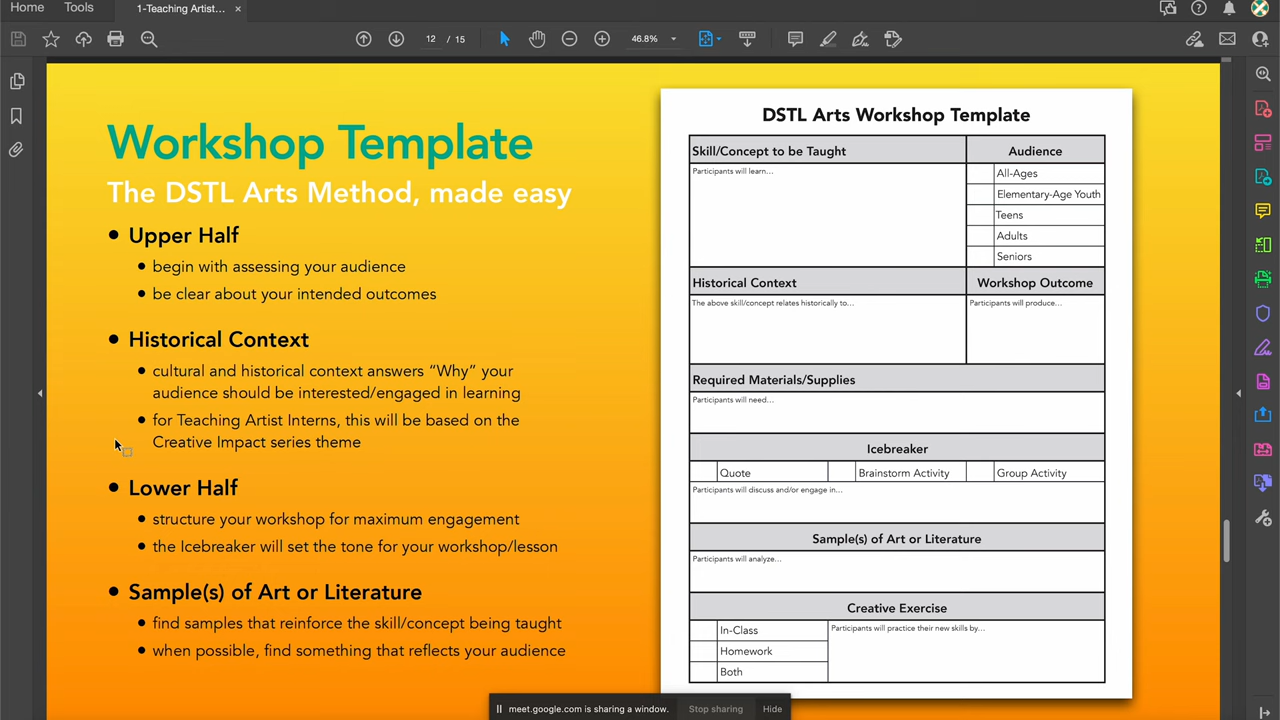 Home
Tools
1-Teaching Artist...
×
12 / 15
46.8%
Workshop Template
The DSTL Arts Method, made easy
• Upper Half
• begin with assessing your audience
• be clear about your intended outcomes
• Historical Context
• cultural and historical context answers “Why” your
audience should be interested/engaged in learning
• for Teaching Artist Interns, this will be based on the
Creative Impact series theme
• Lower Half
• structure your workshop for maximum engagement
• the Icebreaker will set the tone for your workshop/lesson
• Sample(s) of Art or Literature
• find samples that reinforce the skill/concept being taught
• when possible, find something that reflects your audience
DSTL Arts Workshop Template
Skill/Concept to be Taught
Participants will learn...
Audience
All-Ages
Elementary-Age Youth
Teens
Adults
Seniors
Historical Context
The above skill/concept relates historically to...
Workshop Outcome
Participants will produce...
Required Materials/Supplies
Participants will need...
Icebreaker
Quote
Brainstorm Activity
Group Activity
Participants will discuss and/or engage in...
Sample(s) of Art or Literature
Participants will analyze...
Creative Exercise
In-Class
Homework
Both
Participants will practice their new skills by...
meet.google.com is sharing a window.
Stop sharing
Hide